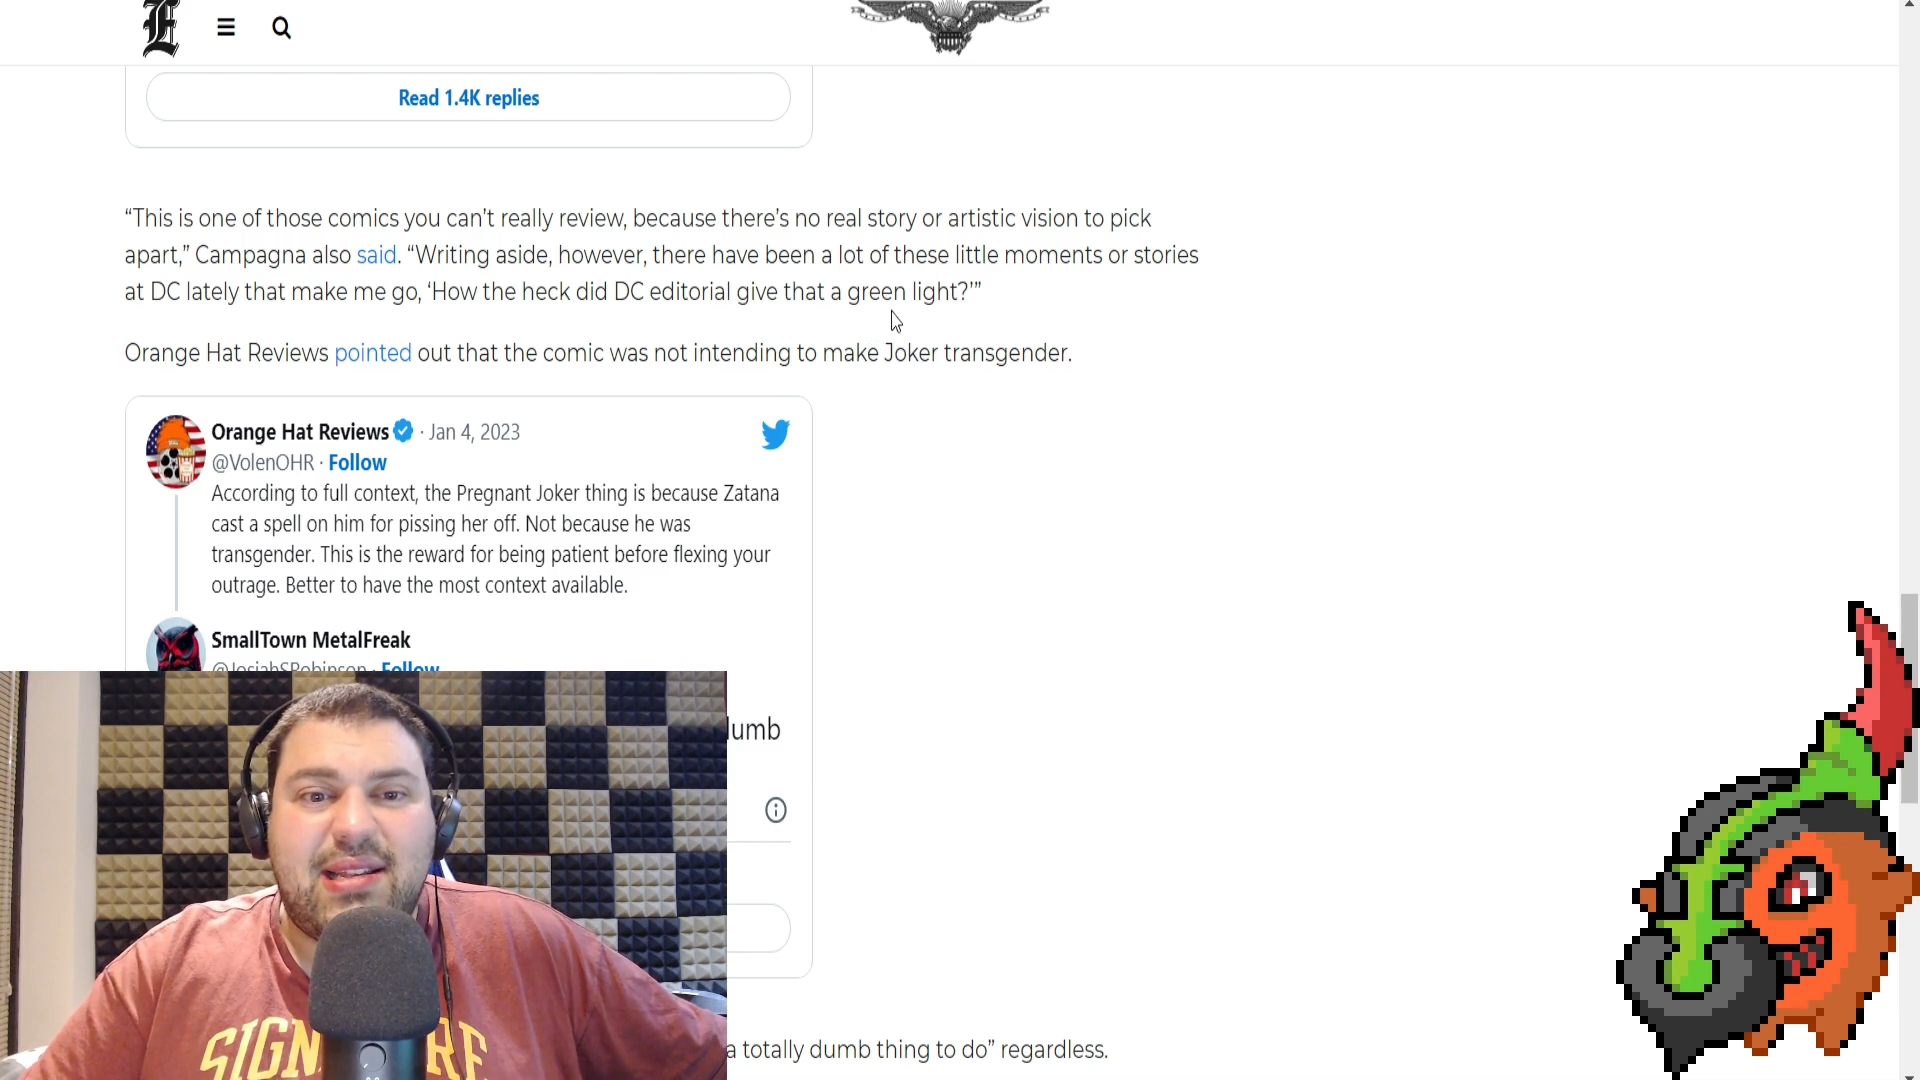 Read 1.4K replies
“This is one of those comics you can’t really review, because there’s no real story or artistic vision to pick
apart,” Campagna also said. “Writing aside, however, there have been a lot of these little moments or stories
at DC lately that make me go, ‘How the heck did DC editorial give that a green light?’”
Orange Hat Reviews pointed out that the comic was not intending to make Joker transgender.
Orange Hat Reviews · Jan 4, 2023
@VolenOHR · Follow
According to full context, the Pregnant Joker thing is because Zatana
cast a spell on him for pissing her off. Not because he was
transgender. This is the reward for being patient before flexing your
outrage. Better to have the most context available.
SmallTown MetalFreak
@JosiahSRobinson · Follow
a totally dumb thing to do” regardless.